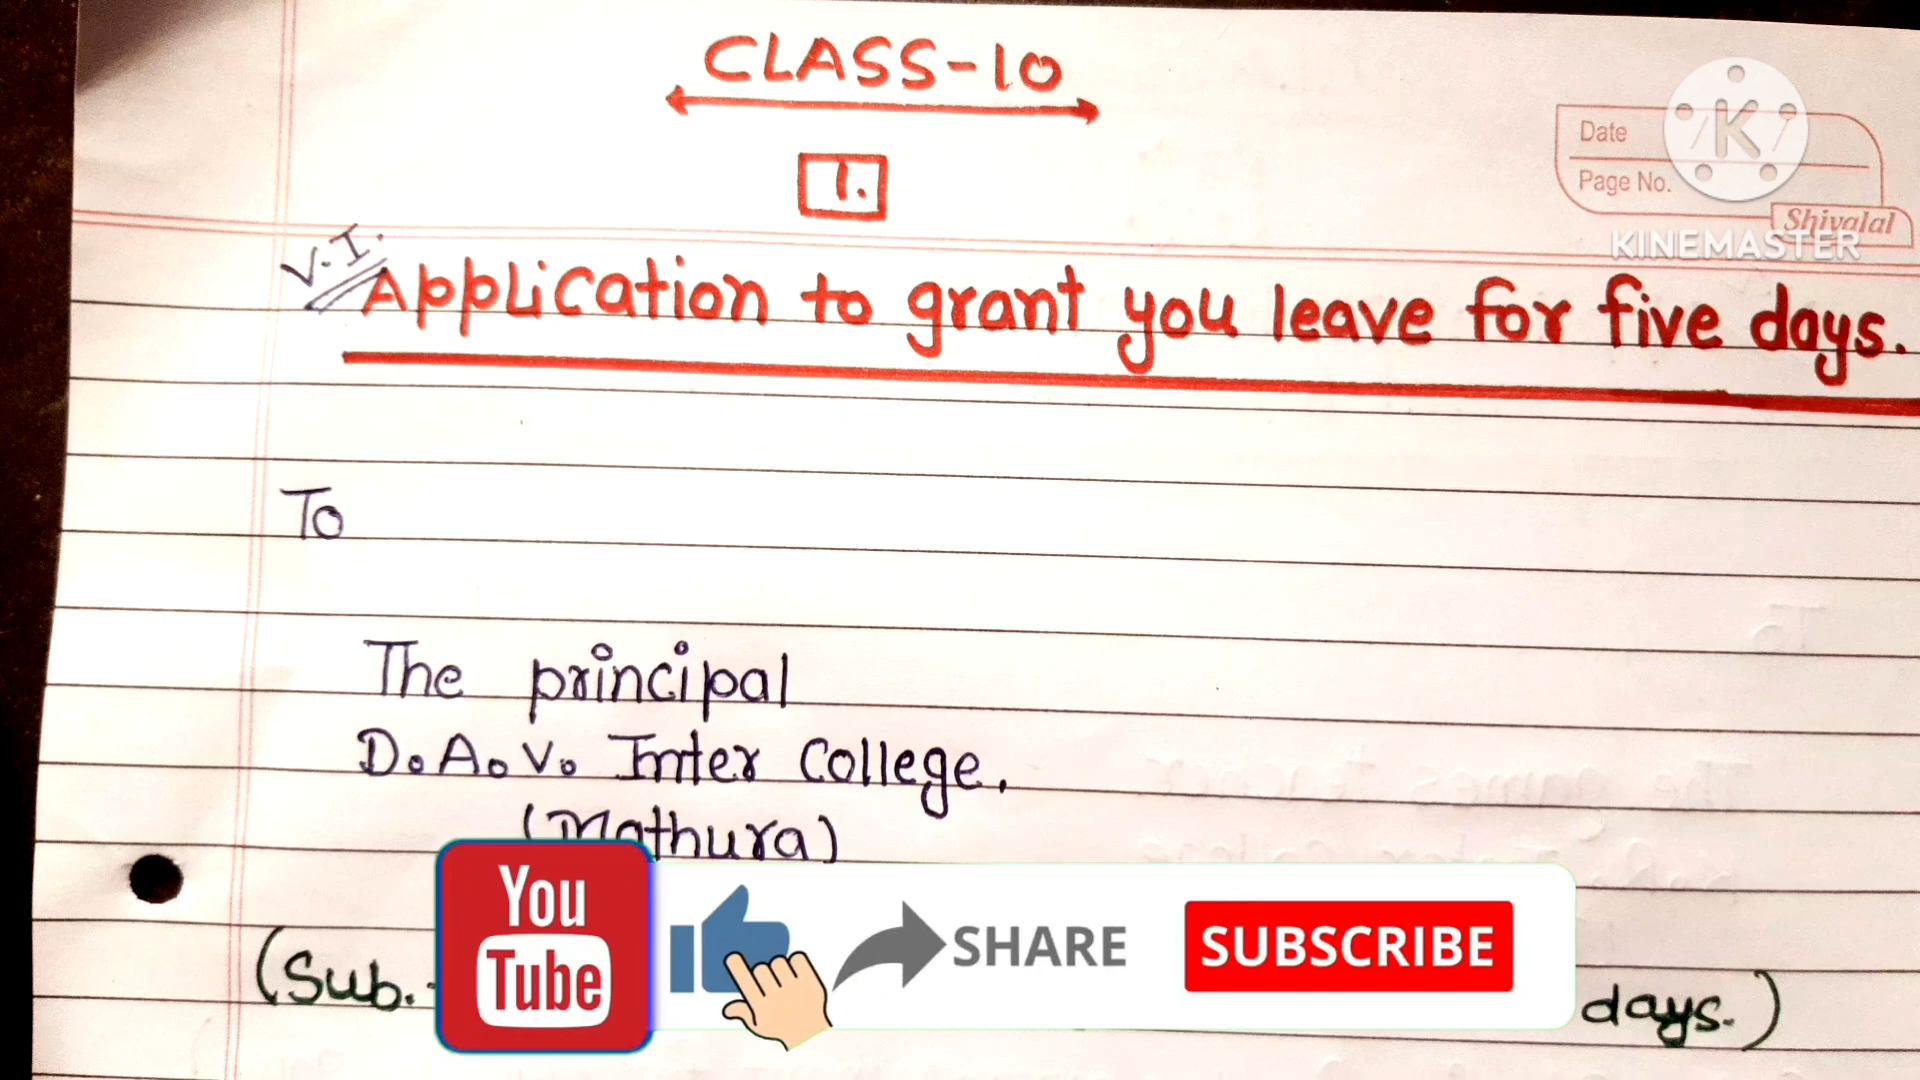 CLASS-10
1.
Date
Page No.
Shivalal
KINEMASTER
V.I.
Application to grant you leave for five days.
To
The principal
D.A.V. Inter College.
(Mathura)
(Sub.
days.)
You
Tube
SHARE
SUBSCRIBE